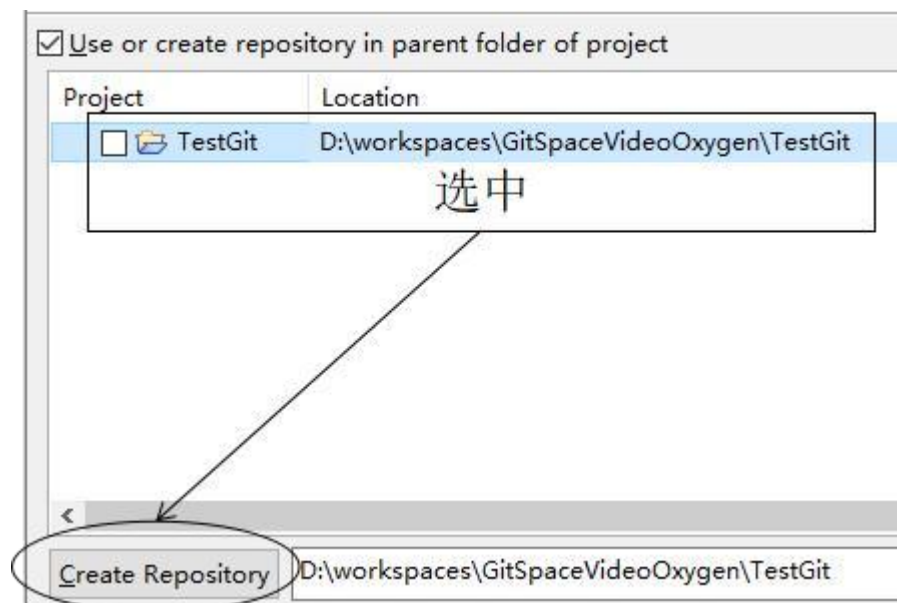 Use or create repository in parent folder of project
Project Location
TestGit D:\workspaces\GitSpaceVideoOxygen\TestGit
选中
Create Repository D:\workspaces\GitSpaceVideoOxygen\TestGit